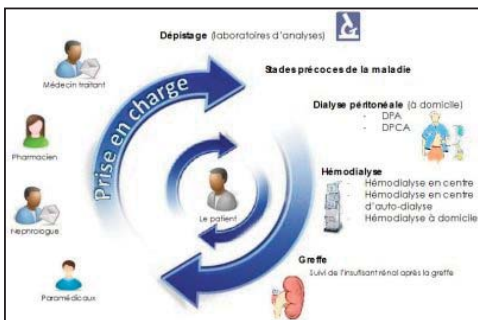 Dépistage (laboratoires d'analyses)
Médecin traitant
Stades précoces de la maladie
Prise en charge
Dialyse péritonéale (à domicile)
- DPA
- DPCA
Pharmacien
Hémodialyse
- Hémodialyse en centre
- Hémodialyse en centre
d'auto-dialyse
- Hémodialyse à domicile
Le patient
Néphrologue
Greffe
Suivi de l'insuffisant rénal après la greffe
Paramédicaux